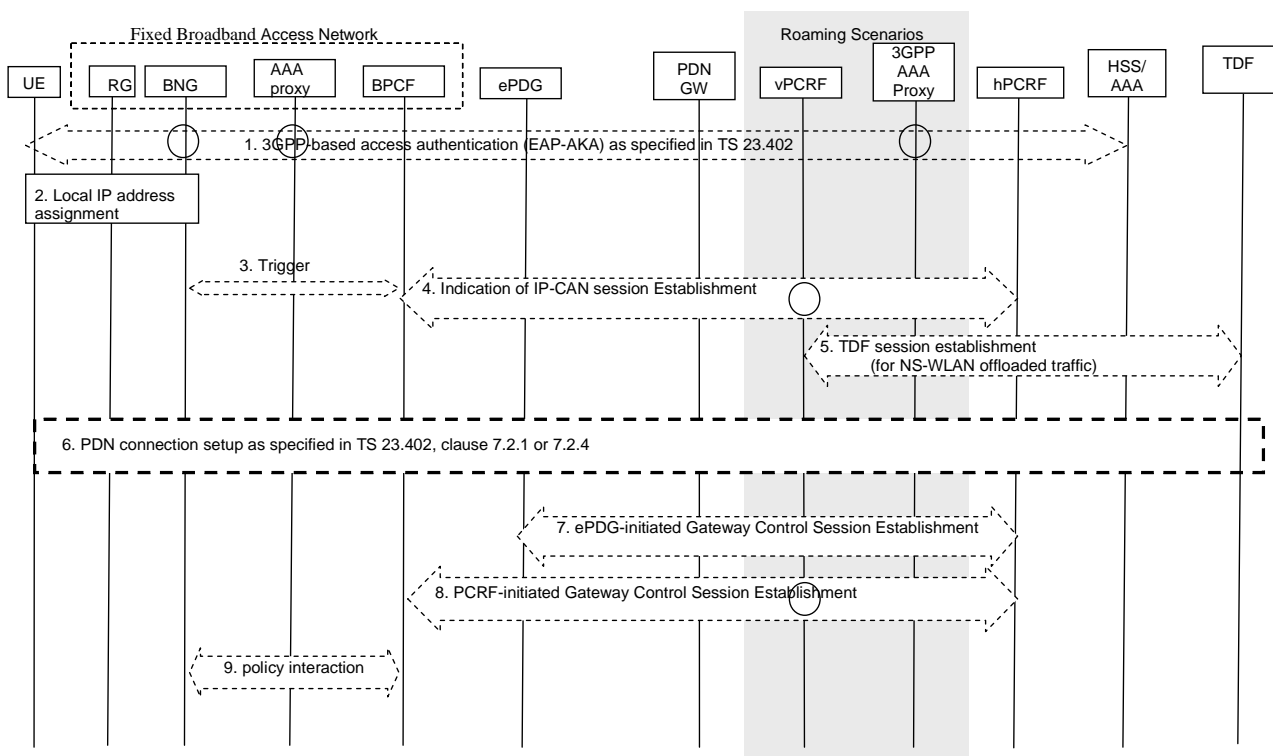 Fixed Broadband Access Network
Roaming Scenarios
UE
RG
BNG
AAA
proxy
BPCF
ePDG
PDN
GW
vPCRF
3GPP
AAA
Proxy
hPCRF
HSS/
AAA
TDF
1. 3GPP-based access authentication (EAP-AKA) as specified in TS 23.402
2. Local IP address
assignment
3. Trigger
4. Indication of IP-CAN session Establishment
5. TDF session establishment
(for NS-WLAN offloaded traffic)
6. PDN connection setup as specified in TS 23.402, clause 7.2.1 or 7.2.4
7. ePDG-initiated Gateway Control Session Establishment
8. PCRF-initiated Gateway Control Session Establishment
9. policy interaction